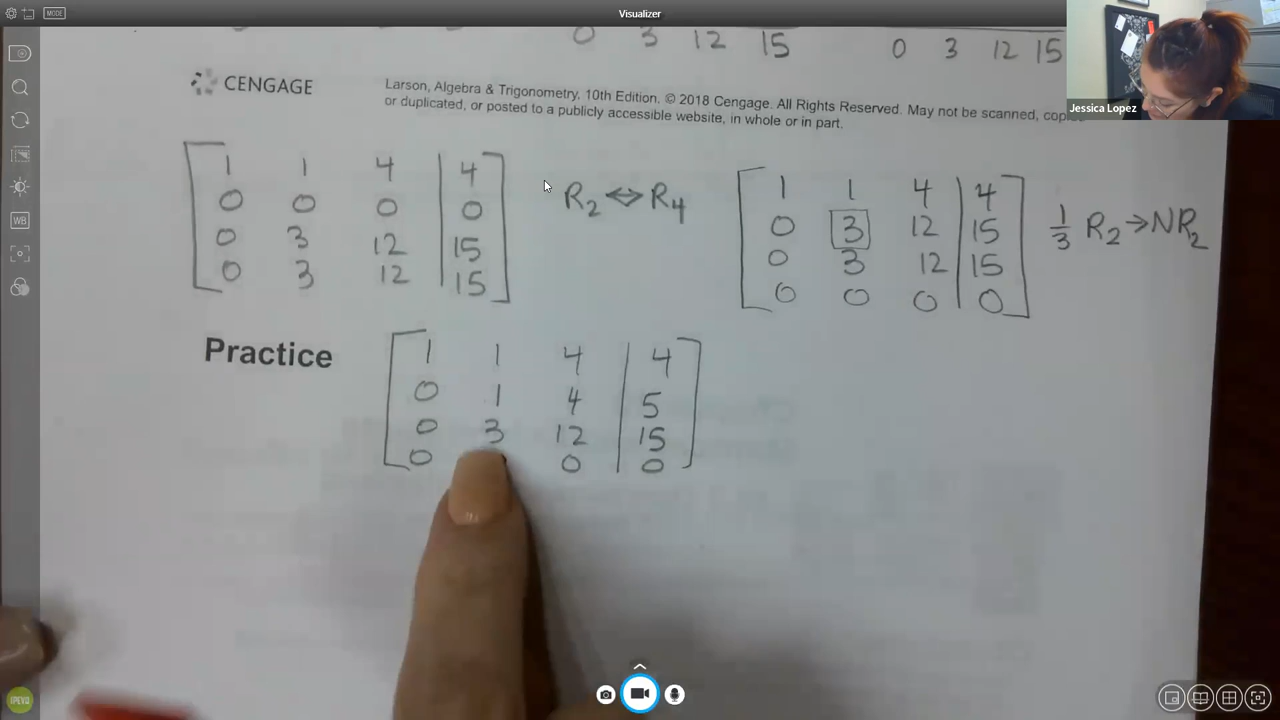 MODE
Visualizer
0 3 12 15
0 3 12 15
CENGAGE
Larson, Algebra & Trigonometry, 10th Edition. © 2018 Cengage. All Rights Reserved. May not be scanned,
or duplicated, or posted to a publicly accessible website, in whole or in part.
Jessica Lopez
1 1 4 | 4
0 0 0 | 0
0 3 12 | 15
0 3 12 | 15
R2 ⇔ R4
1 1 4 | 4
0 3 12 | 15
0 3 12 | 15
0 0 0 | 0
1/3 R2 → NR2
Practice
1 1 4 | 4
0 1 4 | 5
0 3 12 | 15
0 0 | 0
WB
IPEVO